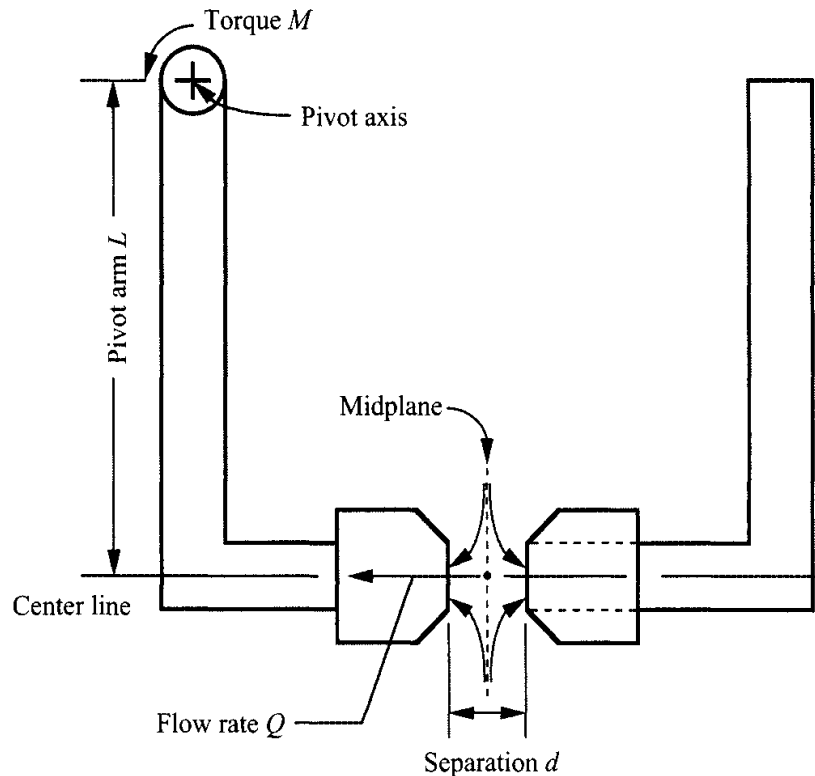 Torque M
Pivot axis
Pivot arm L
Midplane
Center line
Flow rate Q
Separation d